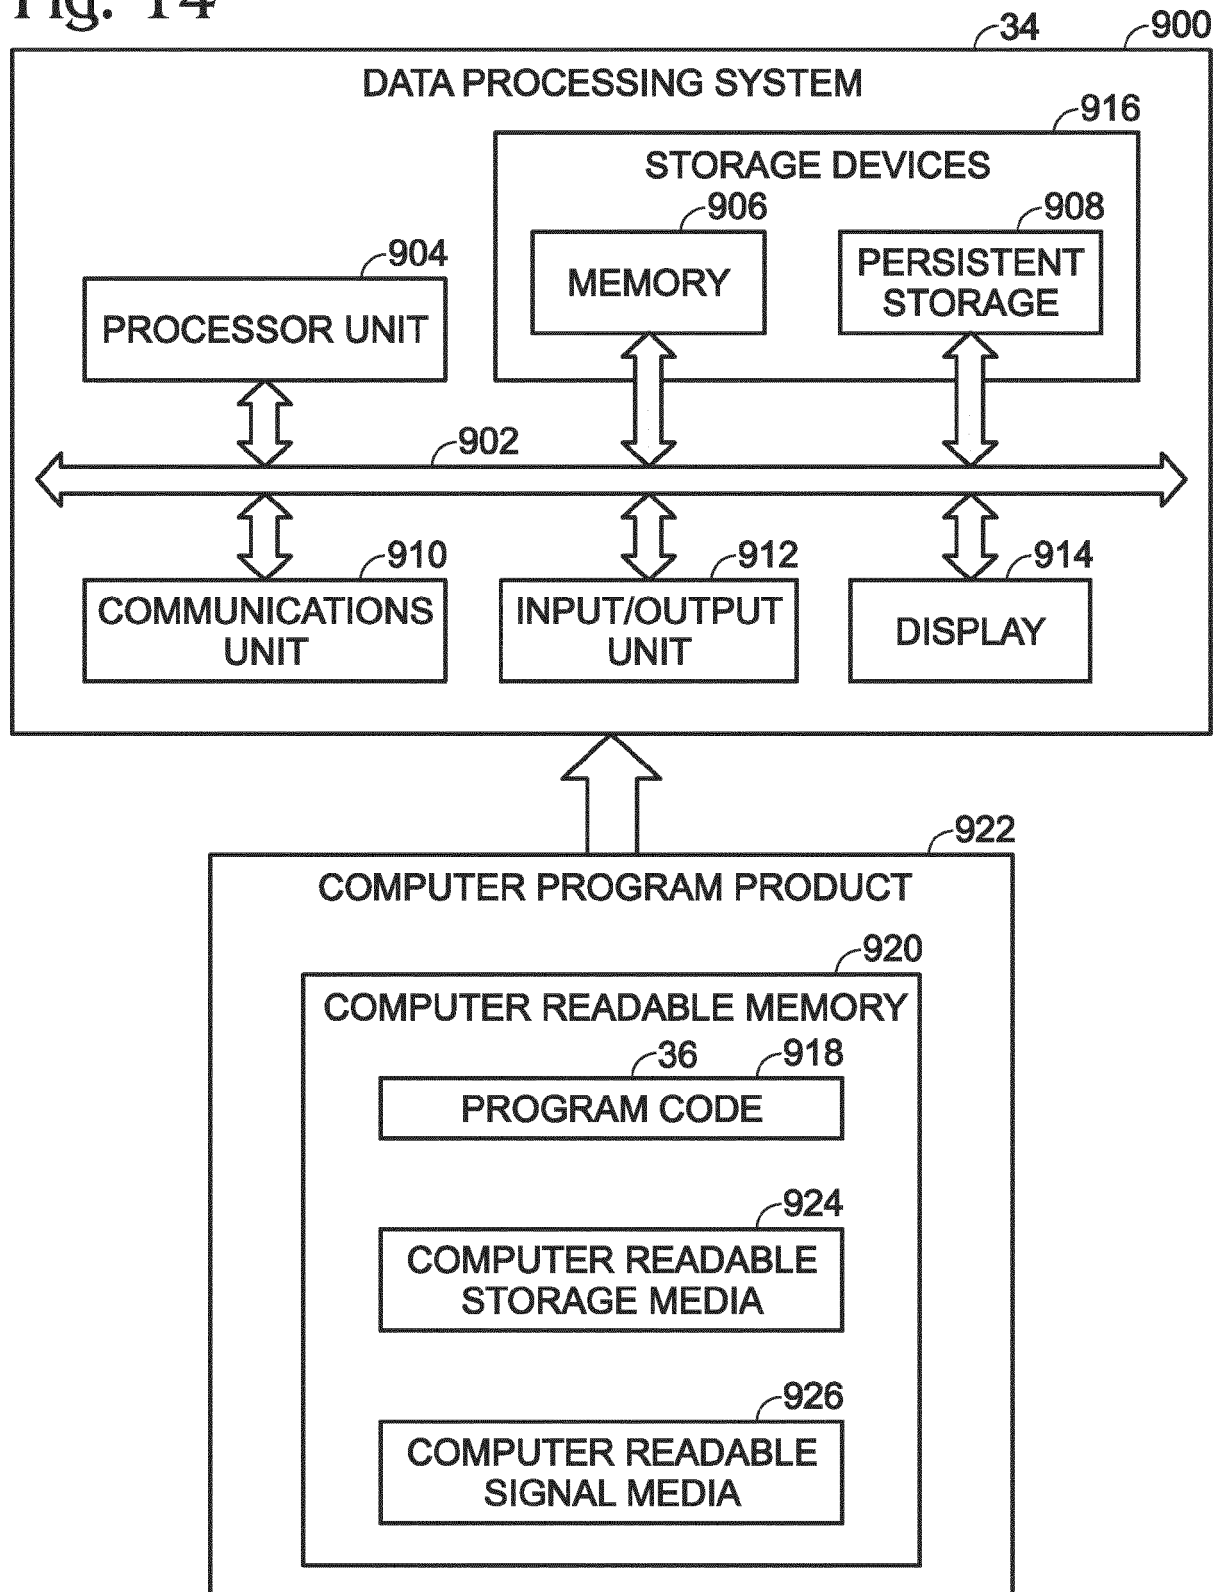 Fig. 14
34
900
DATA PROCESSING SYSTEM
916
STORAGE DEVICES
906
908
904
MEMORY
PERSISTENT
STORAGE
PROCESSOR UNIT
902
910
912
914
COMMUNICATIONS
UNIT
INPUT/OUTPUT
UNIT
DISPLAY
922
COMPUTER PROGRAM PRODUCT
920
COMPUTER READABLE MEMORY
36
918
PROGRAM CODE
924
COMPUTER READABLE
STORAGE MEDIA
926
COMPUTER READABLE
SIGNAL MEDIA